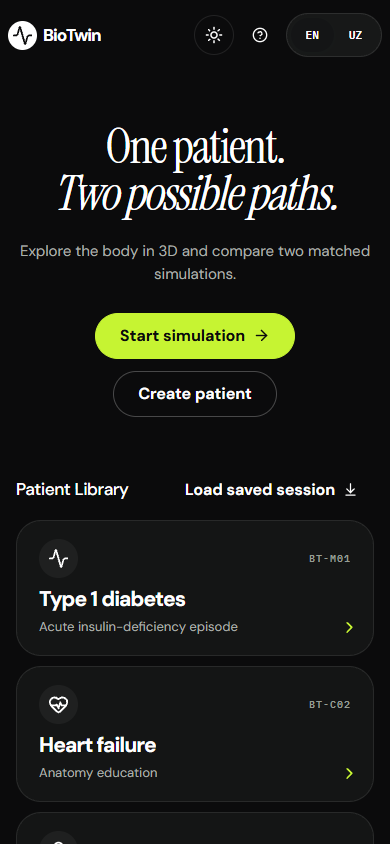 BioTwin
EN UZ
One patient.
Two possible paths.
Explore the body in 3D and compare two matched
simulations.
Start simulation
Create patient
Patient Library
Load saved session
BT-M01
Type 1 diabetes
Acute insulin-deficiency episode
BT-C02
Heart failure
Anatomy education